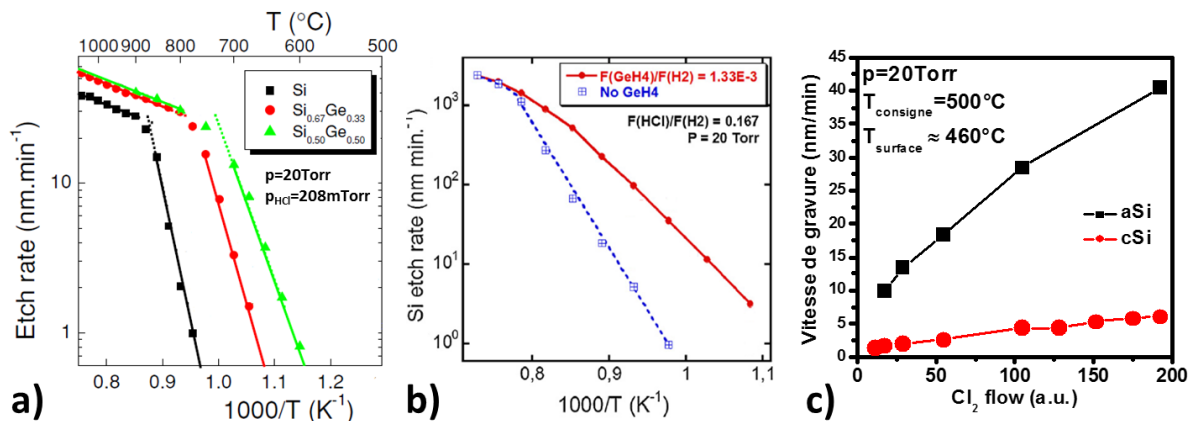 T (°C)
1000 900 800 700 600 500
Etch rate (nm.min⁻¹)
10
1
Si
Si₀.₆₇Ge₀.₃₃
Si₀.₅₀Ge₀.₅₀
p=20Torr
p_HCl=208mTorr
0.8 0.9 1.0 1.1 1.2
1000/T (K⁻¹)
a)
Si etch rate (nm min.⁻¹)
10³
10²
10¹
10⁰
F(GeH4)/F(H2) = 1.33E-3
No GeH4
F(HCl)/F(H2) = 0.167
P = 20 Torr
0,8 0,9 1 1,1
1000/T (K⁻¹)
b)
Vitesse de gravure (nm/min)
45
40
35
30
25
20
15
10
5
0
p=20Torr
T_consigne=500°C
T_surface ≈ 460°C
aSi
cSi
0 50 100 150 200
Cl₂ flow (a.u.)
c)